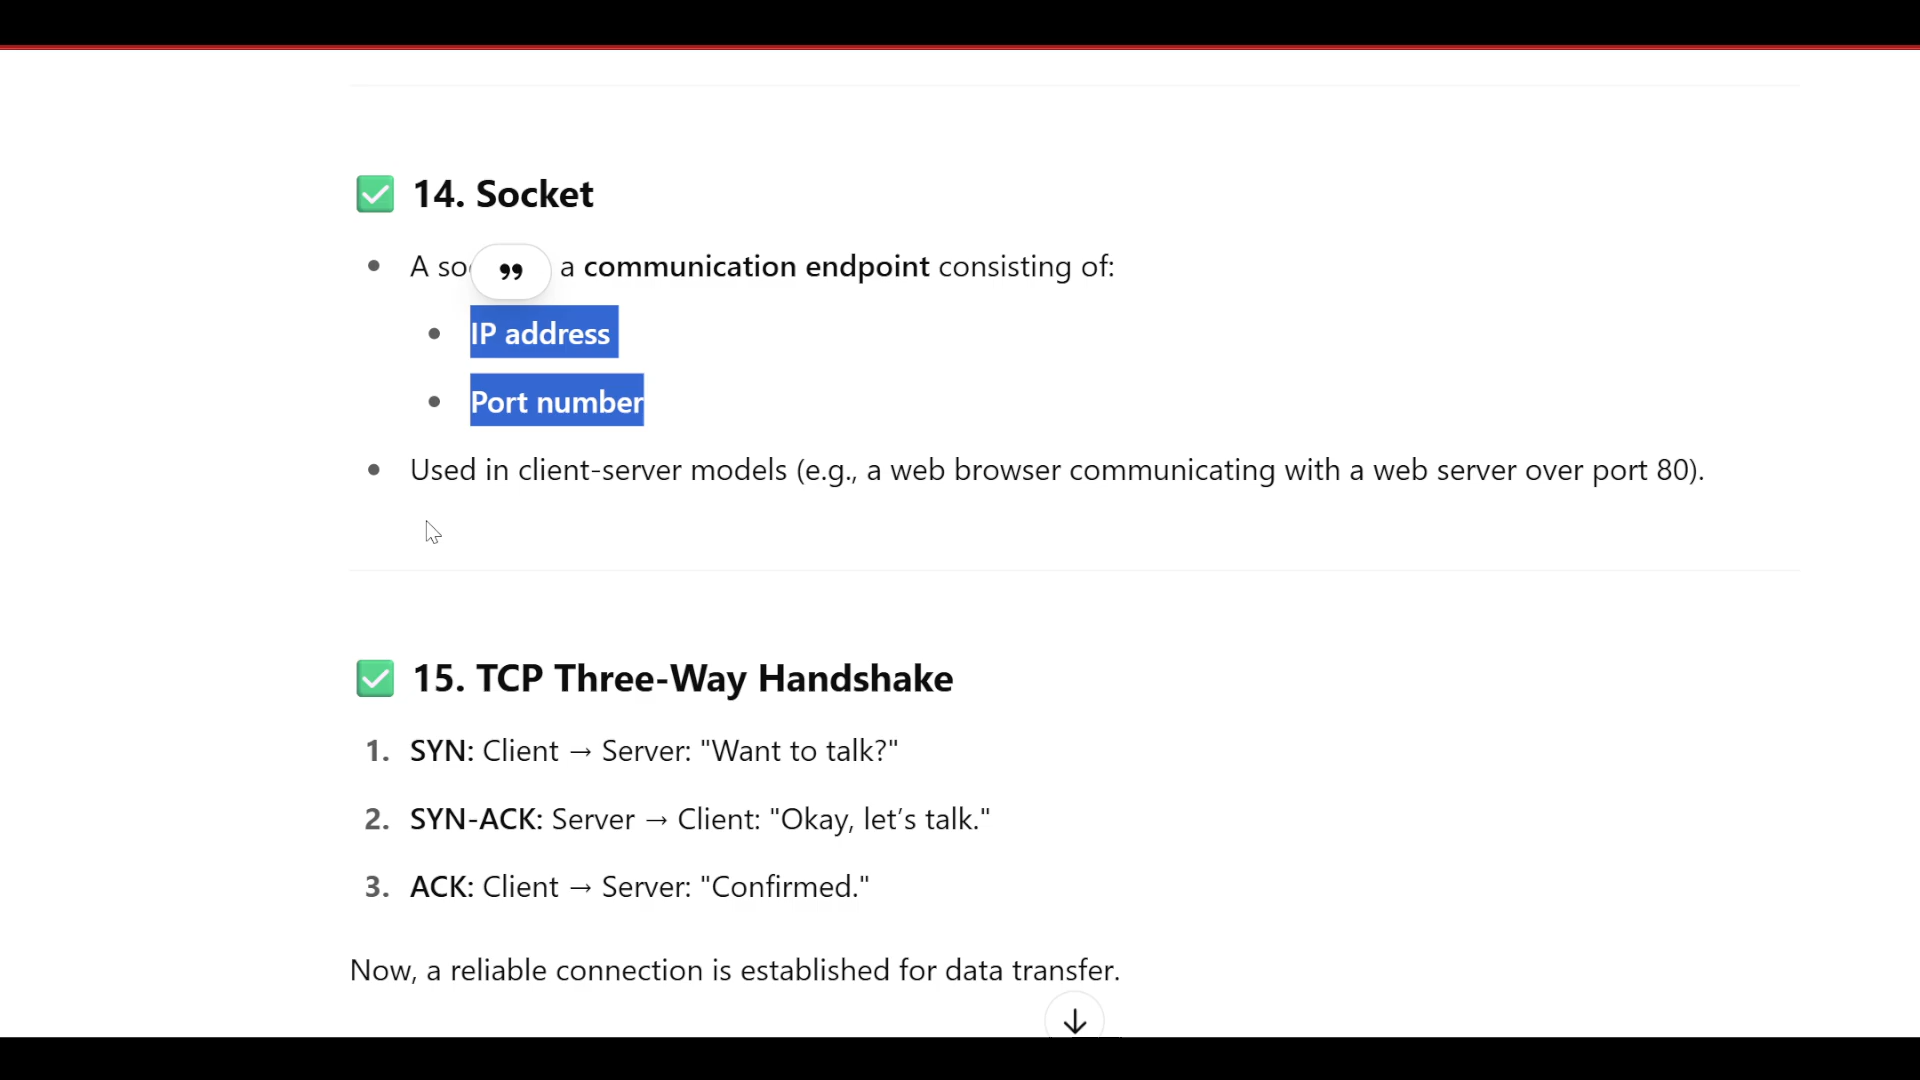 ✅ 14. Socket
• A so a communication endpoint consisting of:
• IP address
• Port number
• Used in client-server models (e.g., a web browser communicating with a web server over port 80).
✅ 15. TCP Three-Way Handshake
1. SYN: Client → Server: "Want to talk?"
2. SYN-ACK: Server → Client: "Okay, let’s talk."
3. ACK: Client → Server: "Confirmed."
Now, a reliable connection is established for data transfer.